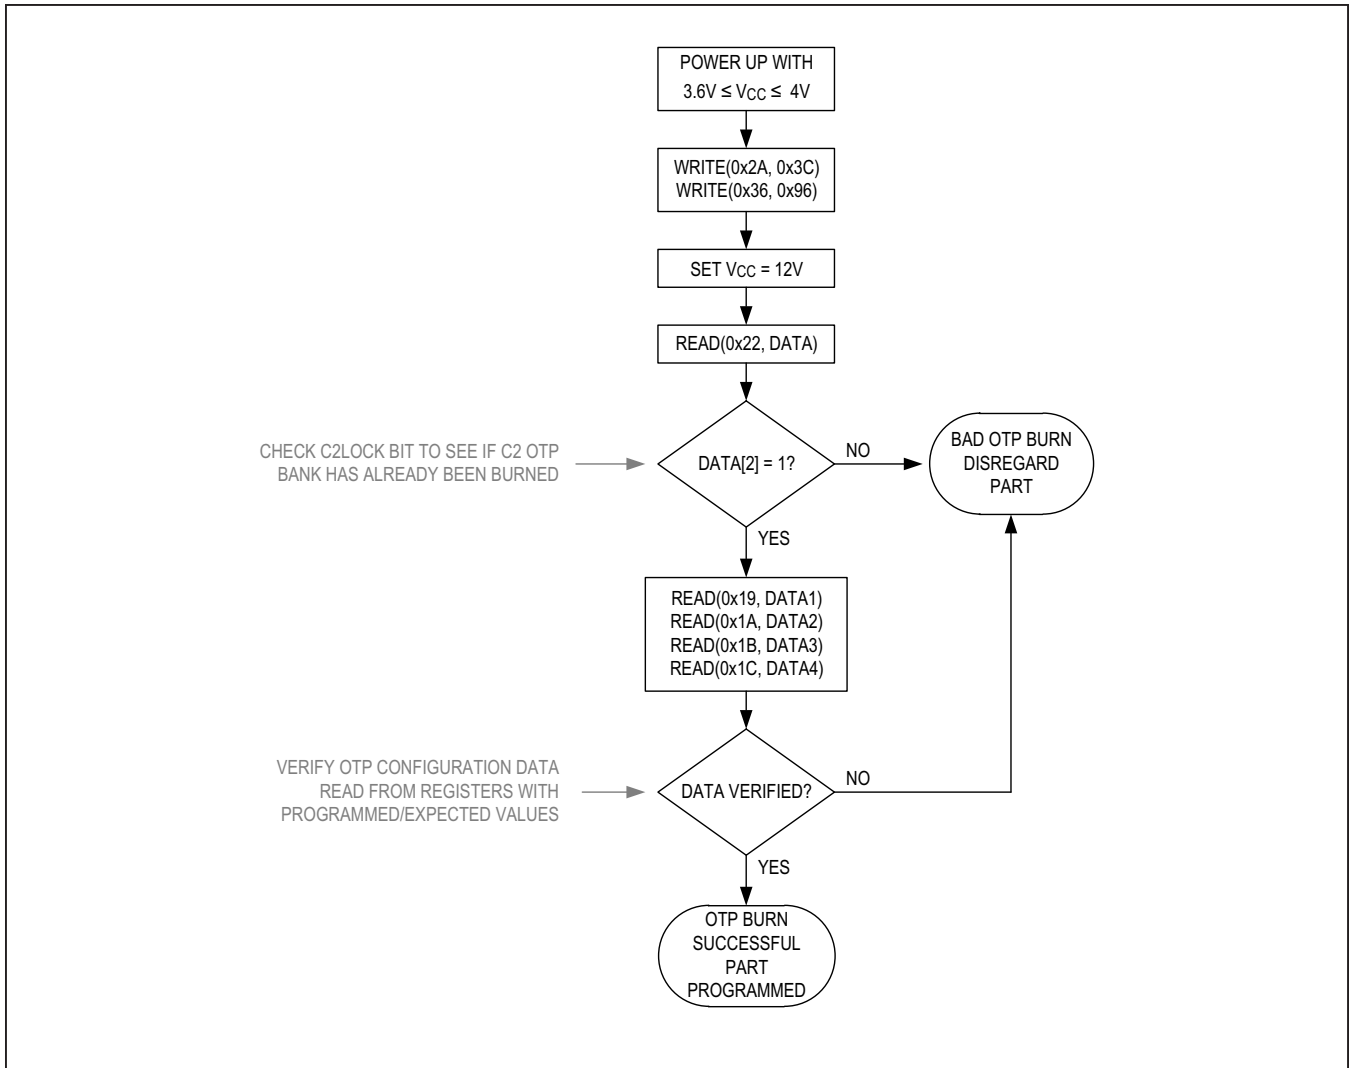 POWER UP WITH
3.6V ≤ VCC ≤ 4V
WRITE(0x2A, 0x3C)
WRITE(0x36, 0x96)
SET VCC = 12V
READ(0x22, DATA)
CHECK C2LOCK BIT TO SEE IF C2 OTP
BANK HAS ALREADY BEEN BURNED
DATA[2] = 1?
NO
BAD OTP BURN
DISREGARD
PART
YES
READ(0x19, DATA1)
READ(0x1A, DATA2)
READ(0x1B, DATA3)
READ(0x1C, DATA4)
VERIFY OTP CONFIGURATION DATA
READ FROM REGISTERS WITH
PROGRAMMED/EXPECTED VALUES
DATA VERIFIED?
NO
YES
OTP BURN
SUCCESSFUL
PART
PROGRAMMED